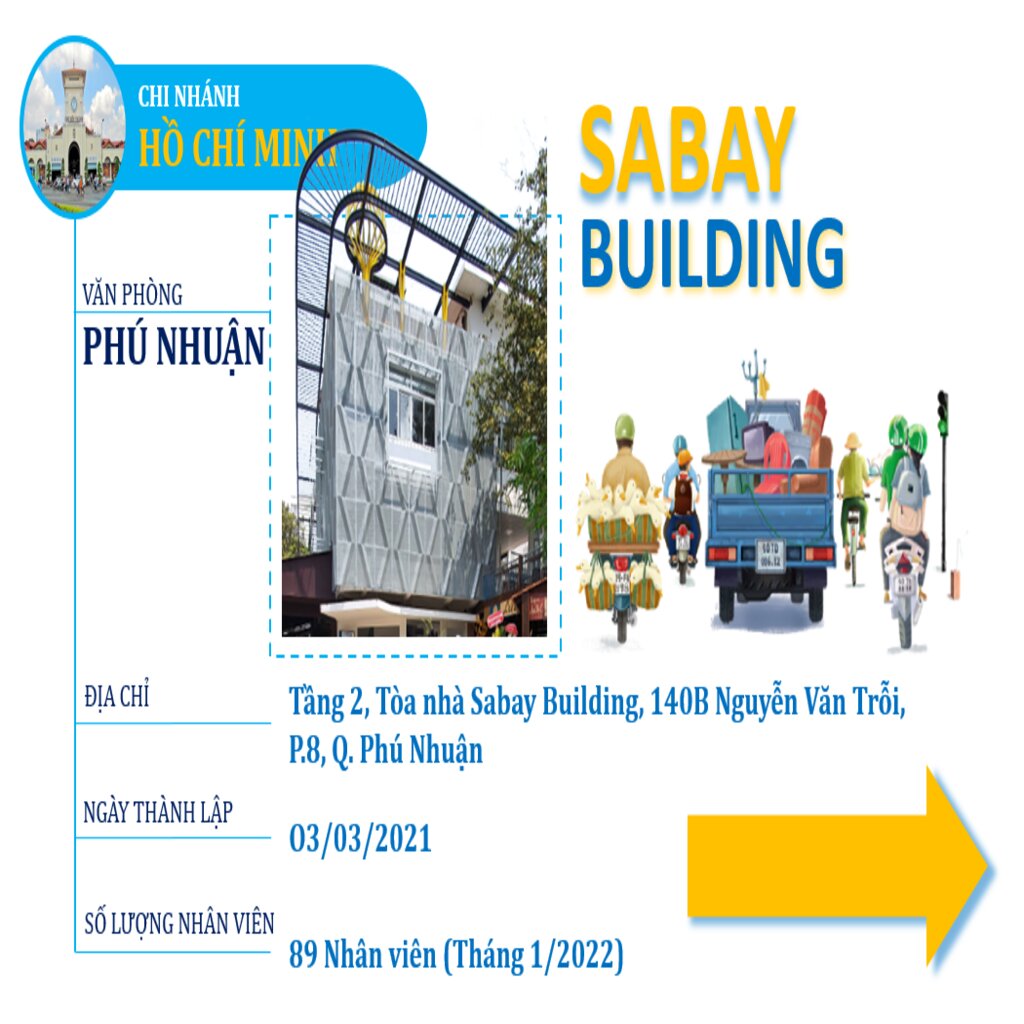 CHI NHÁNH
HỒ CHÍ MINH
SABAY
BUILDING
VĂN PHÒNG
PHÚ NHUẬN
ĐỊA CHỈ
Tầng 2, Tòa nhà Sabay Building, 140B Nguyễn Văn Trỗi,
P.8, Q. Phú Nhuận
NGÀY THÀNH LẬP
03/03/2021
SỐ LƯỢNG NHÂN VIÊN
89 Nhân viên (Tháng 1/2022)